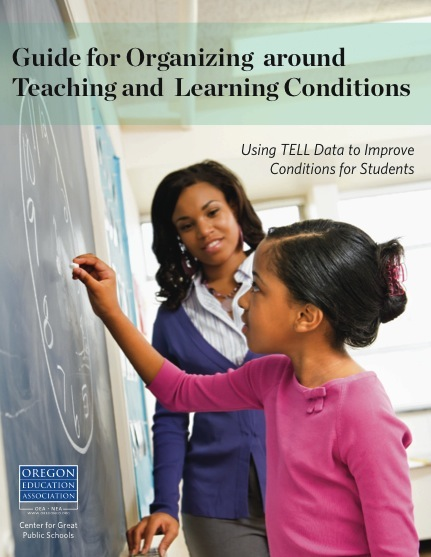 Guide for Organizing around
Teaching and Learning Conditions
Using TELL Data to Improve
Conditions for Students
OREGON
EDUCATION
ASSOCIATION
OEA · NEA
Center for Great
Public Schools